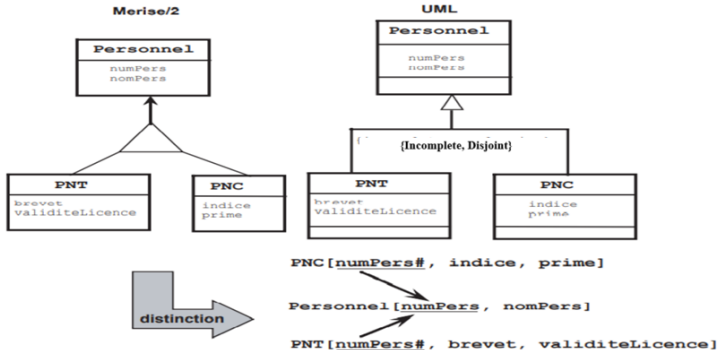 Merise/2
UML
Personnel
numPers
nomPers
Personnel
numPers
nomPers
{Incomplete, Disjoint}
PNT
brevet
validiteLicence
PNC
indice
prime
PNT
brevet
validiteLicence
PNC
indice
prime
PNC[numPers#, indice, prime]
Personnel[numPers, nomPers]
distinction
PNT[numPers#, brevet, validiteLicence]